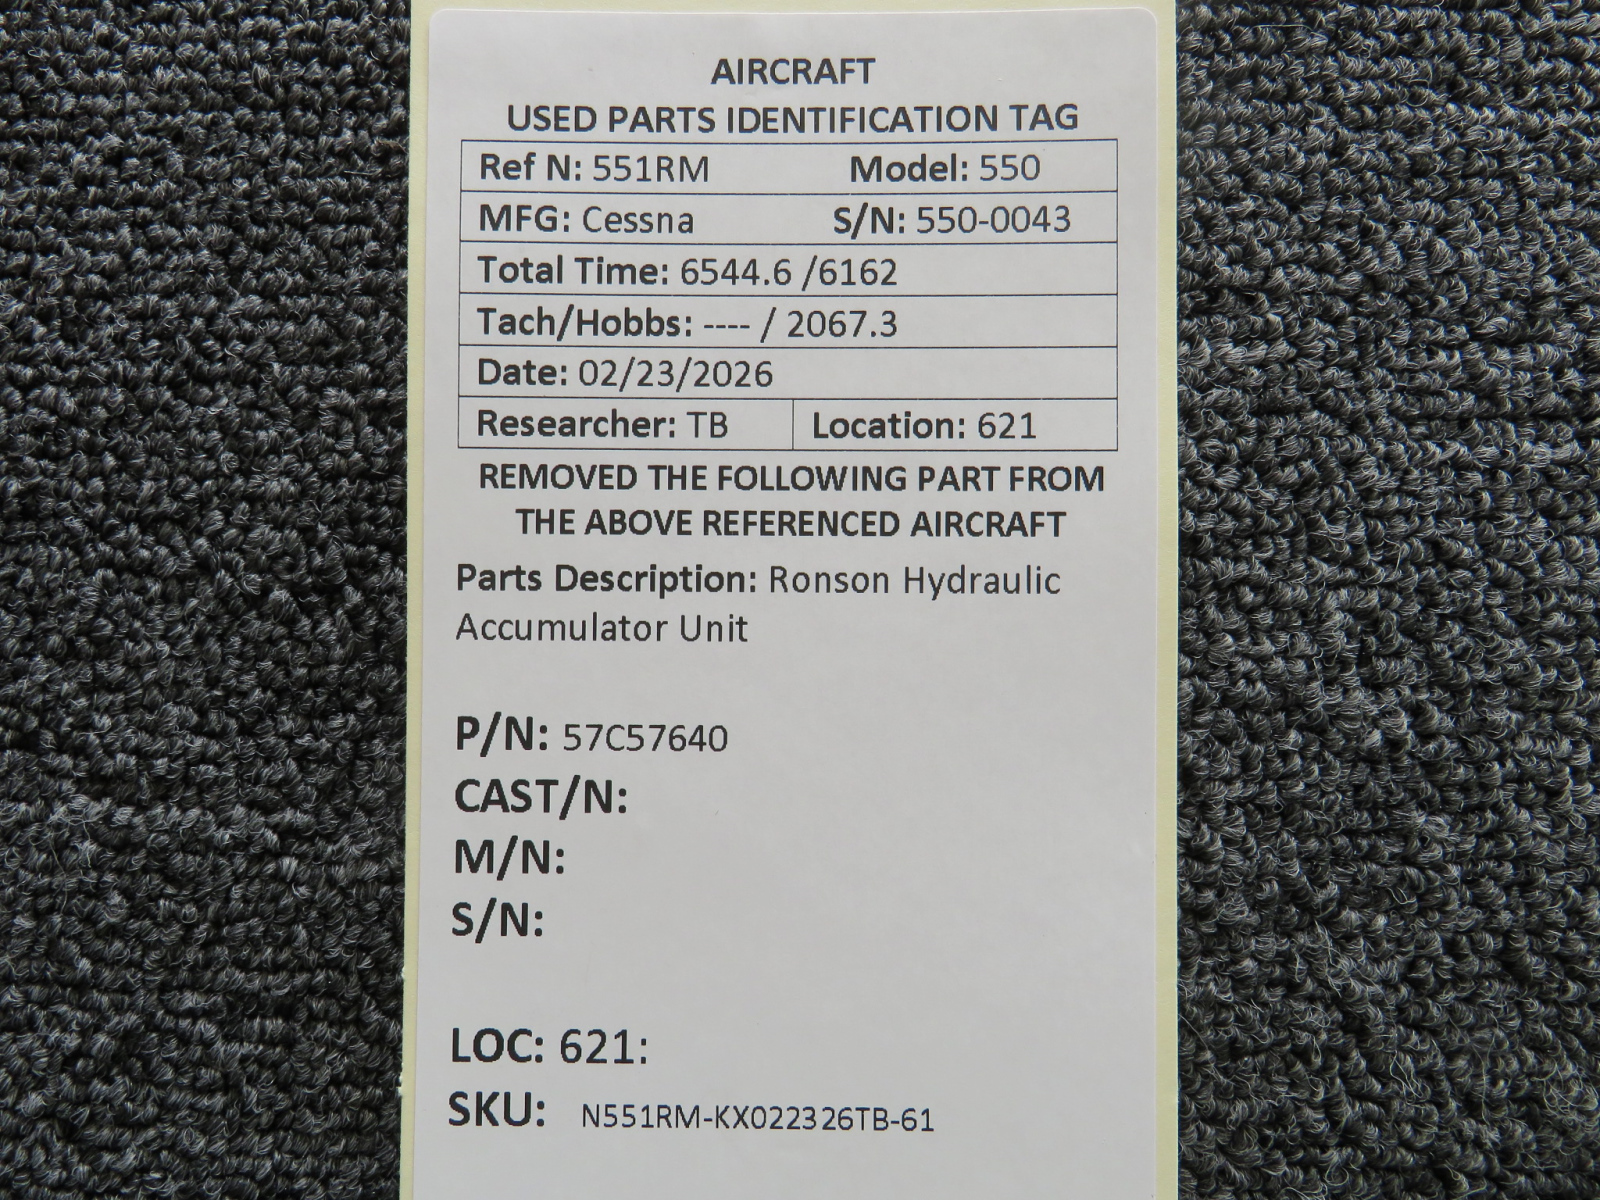 AIRCRAFT
USED PARTS IDENTIFICATION TAG
Ref N: 551RM Model: 550
MFG: Cessna S/N: 550-0043
Total Time: 6544.6 /6162
Tach/Hobbs: ---- / 2067.3
Date: 02/23/2026
Researcher: TB Location: 621
REMOVED THE FOLLOWING PART FROM
THE ABOVE REFERENCED AIRCRAFT
Parts Description: Ronson Hydraulic
Accumulator Unit
P/N: 57C57640
CAST/N:
M/N:
S/N:
LOC: 621:
SKU: N551RM-KX022326TB-61